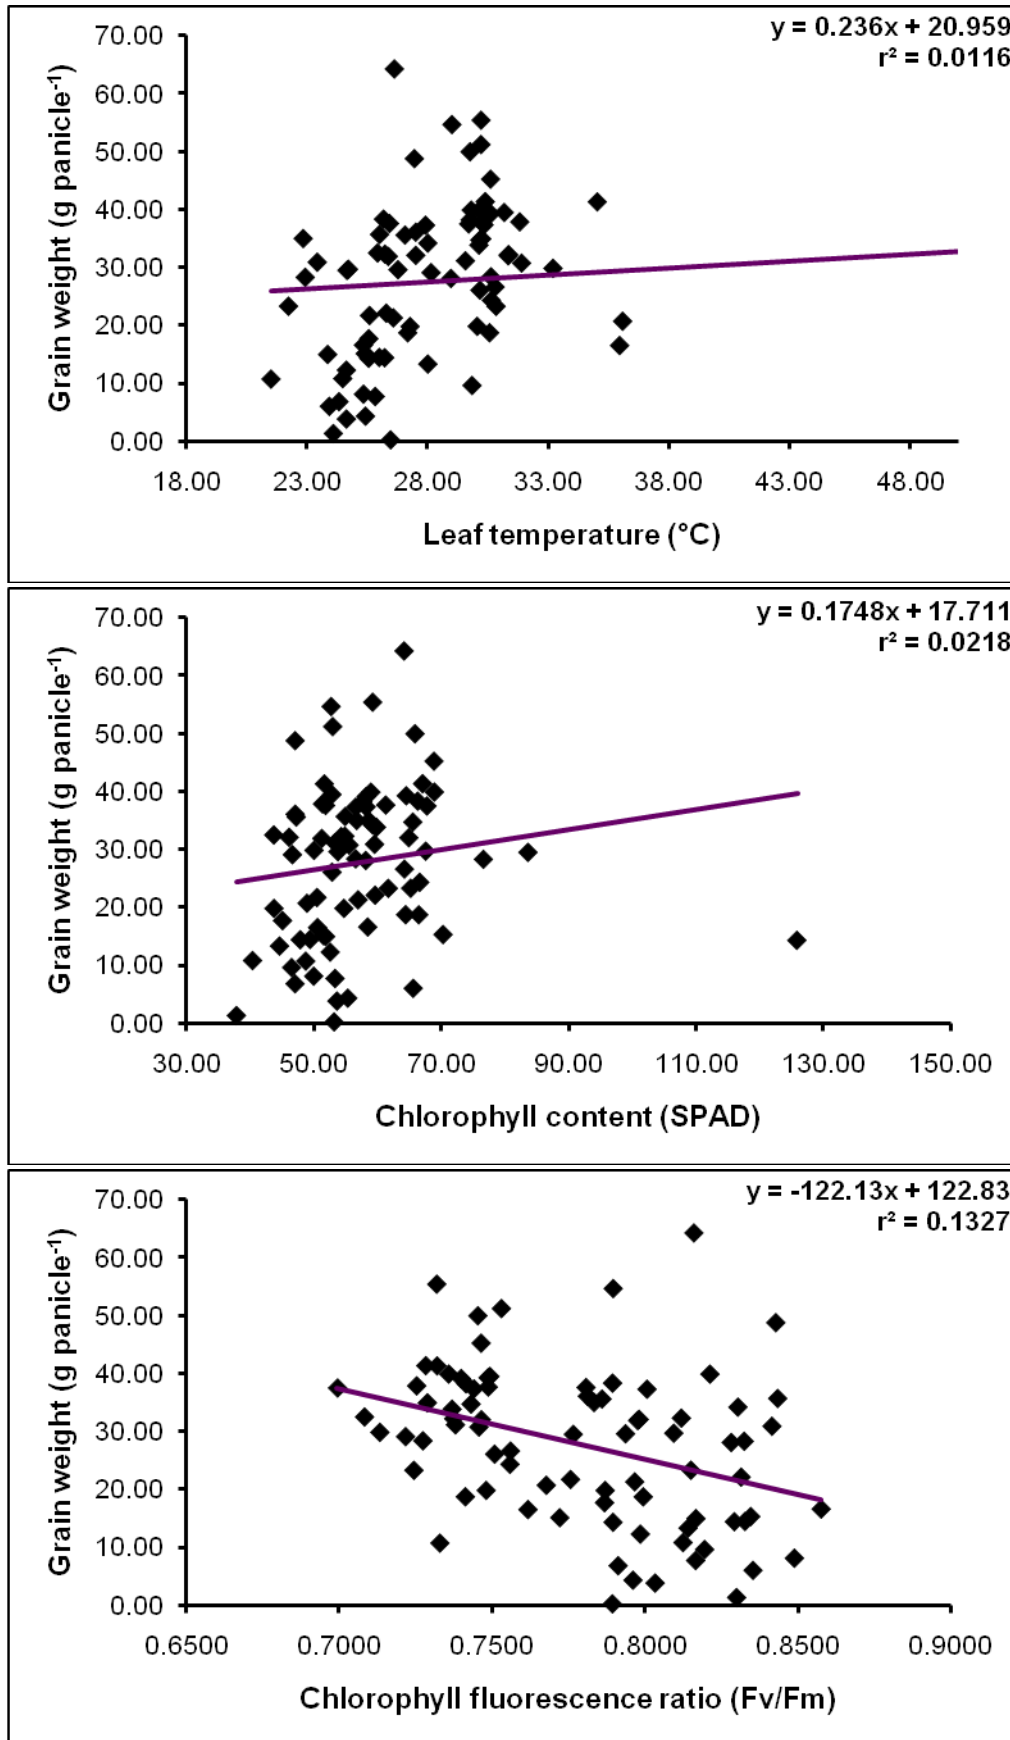 y = 0.236x + 20.959
r² = 0.0116
70.00
60.00
50.00
40.00
30.00
20.00
10.00
0.00
Grain weight (g panicle⁻¹)
18.00 23.00 28.00 33.00 38.00 43.00 48.00
Leaf temperature (°C)
y = 0.1748x + 17.711
r² = 0.0218
70.00
60.00
50.00
40.00
30.00
20.00
10.00
0.00
Grain weight (g panicle⁻¹)
30.00 50.00 70.00 90.00 110.00 130.00 150.00
Chlorophyll content (SPAD)
y = -122.13x + 122.83
r² = 0.1327
70.00
60.00
50.00
40.00
30.00
20.00
10.00
0.00
Grain weight (g panicle⁻¹)
0.6500 0.7000 0.7500 0.8000 0.8500 0.9000
Chlorophyll fluorescence ratio (Fv/Fm)